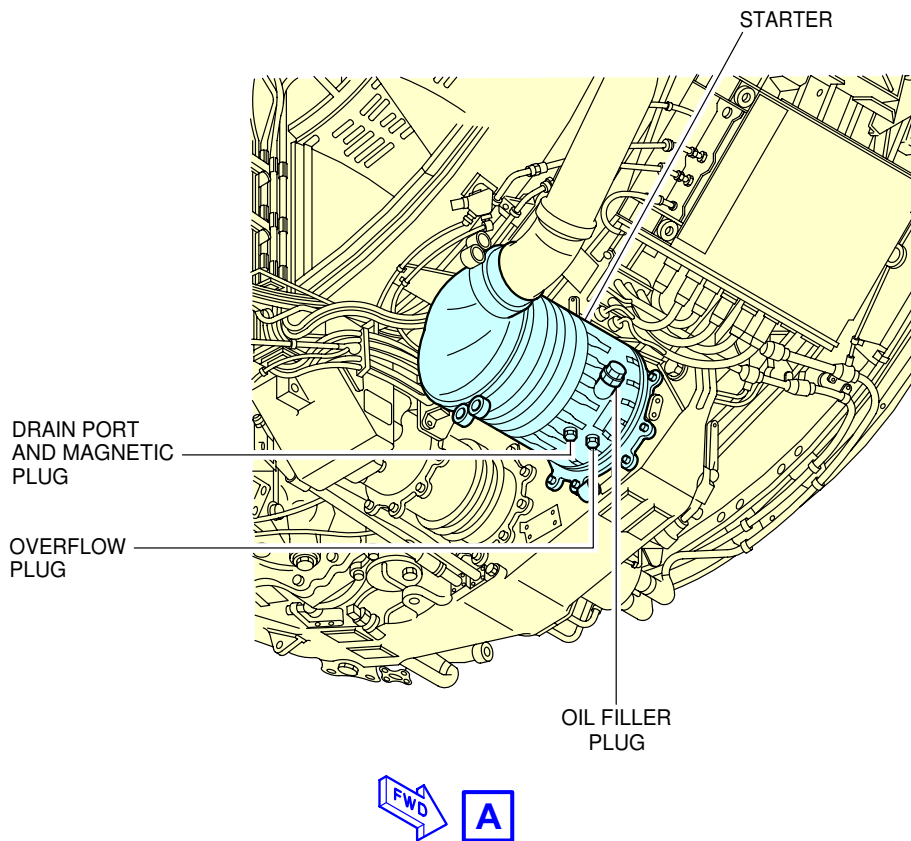 STARTER
DRAIN PORT
AND MAGNETIC
PLUG
OVERFLOW
PLUG
OIL FILLER
PLUG
FWD
A